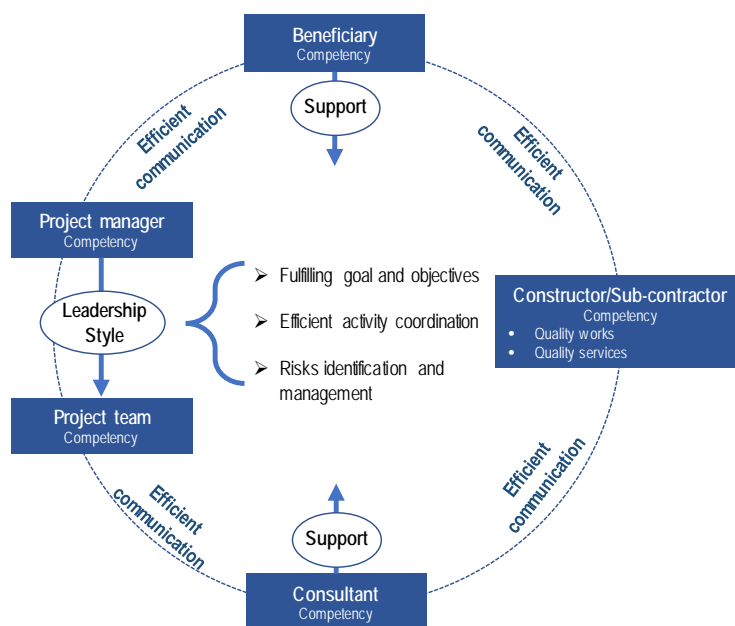 Beneficiary
Competency
Support
Efficient
communication
Efficient
communication
Project manager
Competency
Leadership
Style
Project team
Competency
➢ Fulfilling goal and objectives
➢ Efficient activity coordination
➢ Risks identification and
management
Constructor/Sub-contractor
Competency
• Quality works
• Quality services
Efficient
communication
Efficient
communication
Support
Consultant
Competency